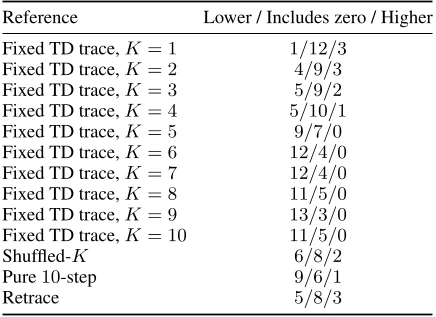 Reference Lower / Includes zero / Higher
Fixed TD trace, K = 1 1/12/3
Fixed TD trace, K = 2 4/9/3
Fixed TD trace, K = 3 5/9/2
Fixed TD trace, K = 4 5/10/1
Fixed TD trace, K = 5 9/7/0
Fixed TD trace, K = 6 12/4/0
Fixed TD trace, K = 7 12/4/0
Fixed TD trace, K = 8 11/5/0
Fixed TD trace, K = 9 13/3/0
Fixed TD trace, K = 10 11/5/0
Shuffled-K 6/8/2
Pure 10-step 9/6/1
Retrace 5/8/3